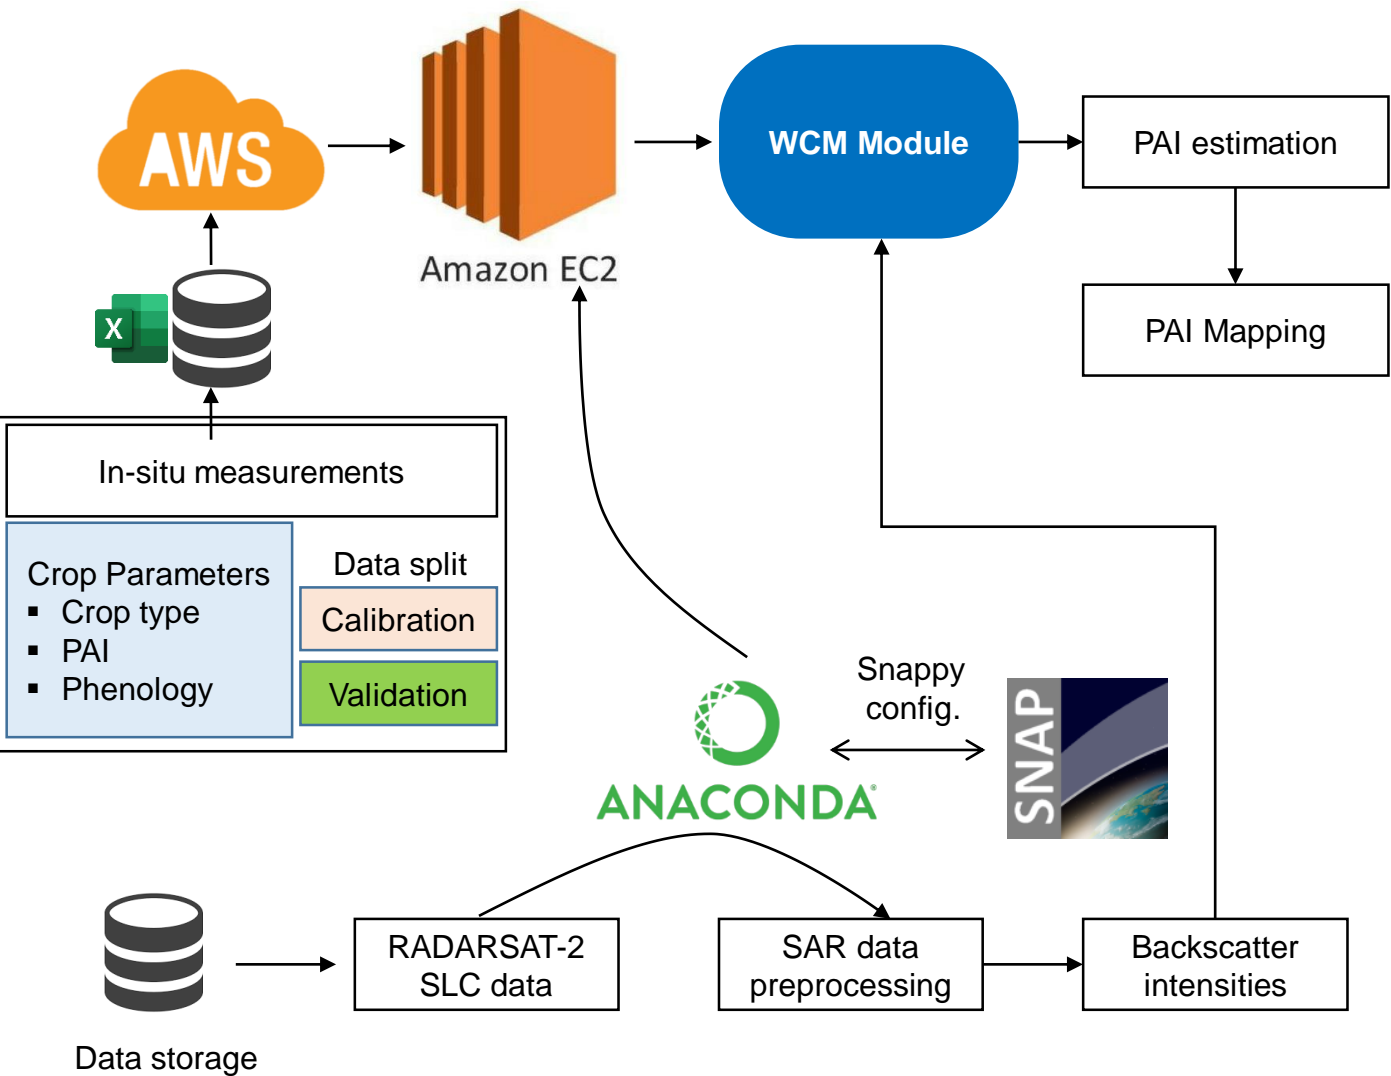 AWS
Amazon EC2
WCM Module
PAI estimation
PAI Mapping
X
In-situ measurements
Crop Parameters
▪ Crop type
▪ PAI
▪ Phenology
Data split
Calibration
Validation
Snappy
config.
SNAP
ANACONDA®
RADARSAT-2
SLC data
SAR data
preprocessing
Backscatter
intensities
Data storage